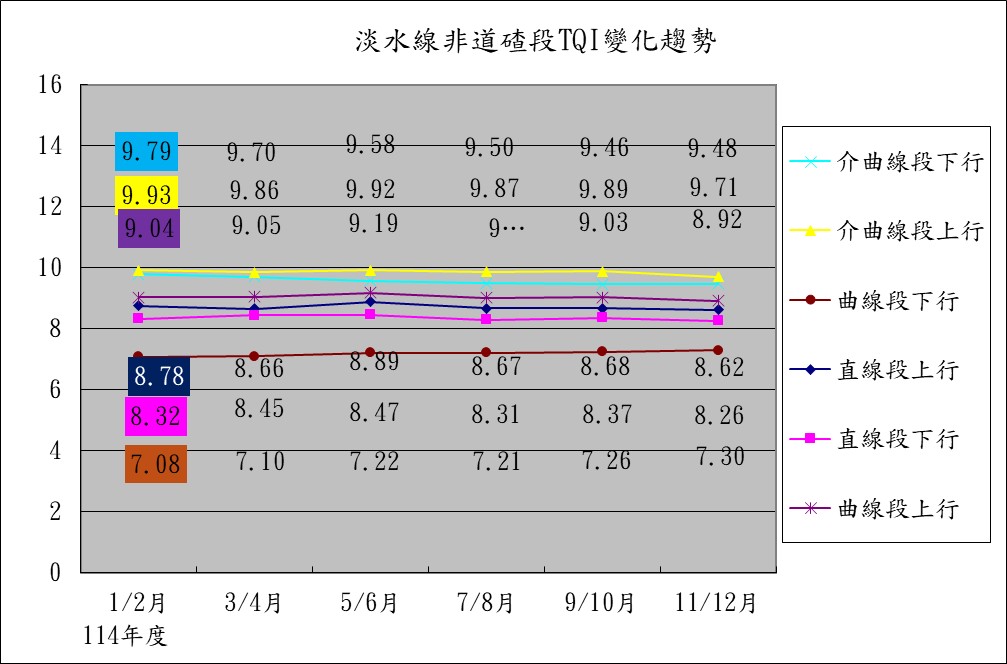 淡水線非道碴段TQI變化趨勢
16
14
12
10
8
6
4
2
0
9.79 9.70 9.58 9.50 9.46 9.48
9.93 9.86 9.92 9.87 9.89 9.71
9.04 9.05 9.19 9… 9.03 8.92
8.78 8.66 8.89 8.67 8.68 8.62
8.32 8.45 8.47 8.31 8.37 8.26
7.08 7.10 7.22 7.21 7.26 7.30
1/2月 3/4月 5/6月 7/8月 9/10月 11/12月
114年度
介曲線段下行
介曲線段上行
曲線段下行
直線段上行
直線段下行
曲線段上行